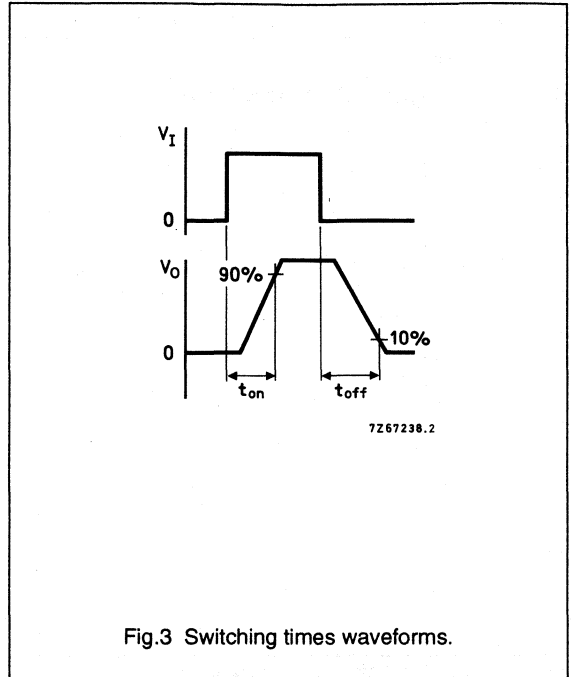 V_I
0
V_O
90%
0
10%
t_on
t_off
7Z67238.2
Fig.3 Switching times waveforms.